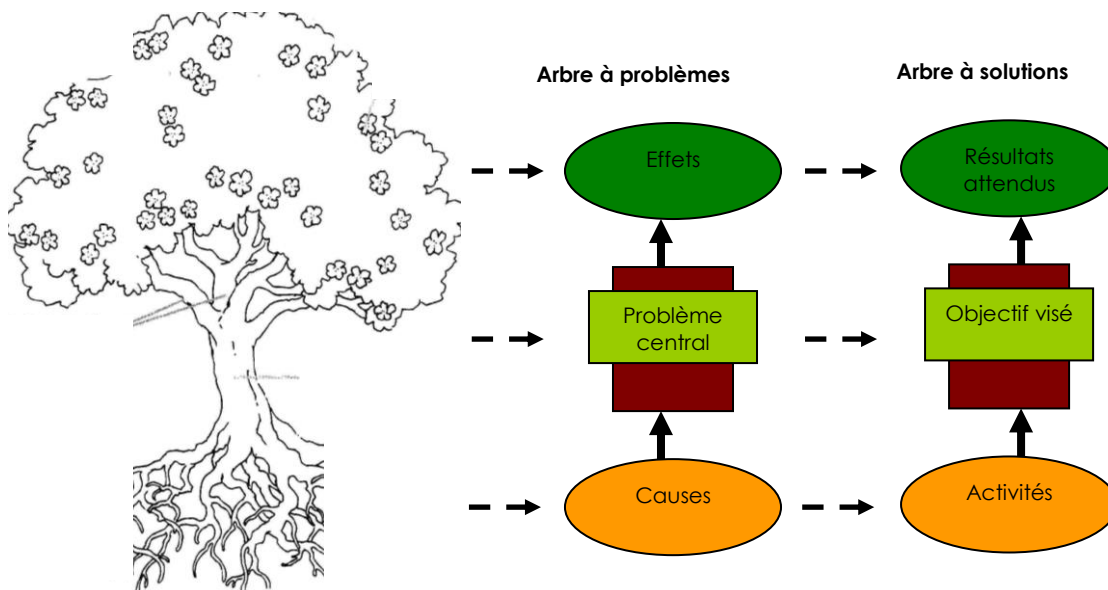 Arbre à problèmes
Arbre à solutions
Effets
Résultats
attendus
Problème
central
Objectif visé
Causes
Activités